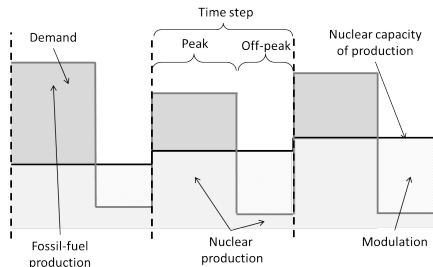 Time step
Demand
Peak
Off-peak
Nuclear capacity
of production
Fossil-fuel
production
Nuclear
production
Modulation